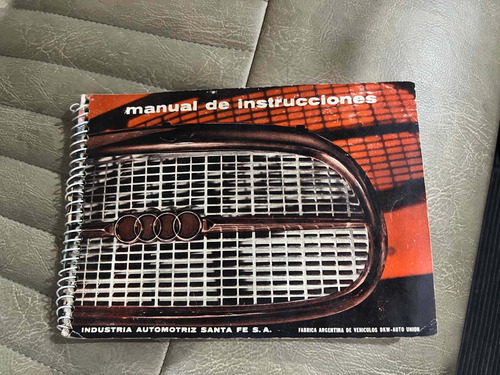 manual de instrucciones
INDUSTRIA AUTOMOTRIZ SANTA FE S.A.
FABRICA ARGENTINA DE VEHICULOS DKW-AUTO UNION